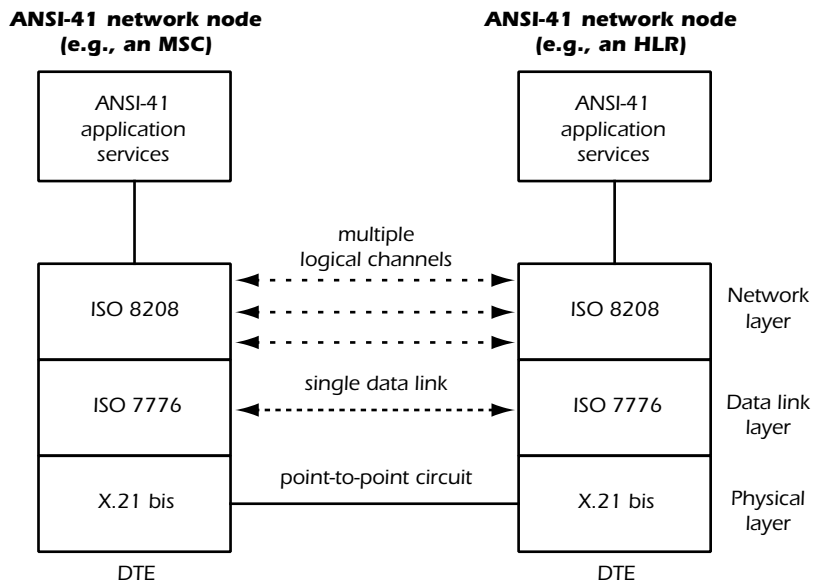 ANSI-41 network node
(e.g., an MSC)
ANSI-41 network node
(e.g., an HLR)
ANSI-41
application
services
ANSI-41
application
services
multiple
logical channels
ISO 8208
ISO 8208
Network
layer
single data link
ISO 7776
ISO 7776
Data link
layer
point-to-point circuit
X.21 bis
X.21 bis
Physical
layer
DTE
DTE